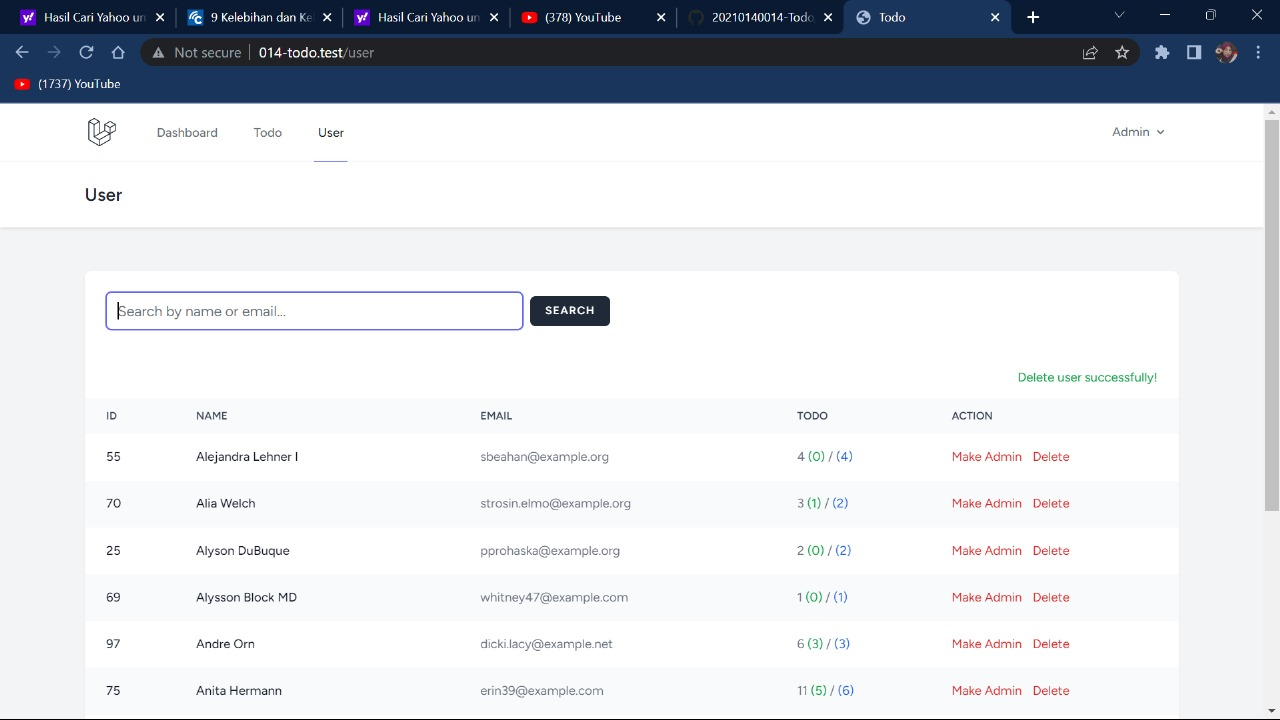 Hasil Cari Yahoo un
9 Kelebihan dan Ke
Hasil Cari Yahoo un
(378) YouTube
20210140014-Todo
Todo
Not secure 014-todo.test/user
(1737) YouTube
Dashboard Todo User Admin
User
Search by name or email...
SEARCH
Delete user successfully!
ID NAME EMAIL TODO ACTION
55 Alejandra Lehner I sbeahan@example.org 4 (0) / (4) Make Admin Delete
70 Alia Welch strosin.elmo@example.org 3 (1) / (2) Make Admin Delete
25 Alyson DuBuque pprohaska@example.org 2 (0) / (2) Make Admin Delete
69 Alysson Block MD whitney47@example.com 1 (0) / (1) Make Admin Delete
97 Andre Orn dicki.lacy@example.net 6 (3) / (3) Make Admin Delete
75 Anita Hermann erin39@example.com 11 (5) / (6) Make Admin Delete